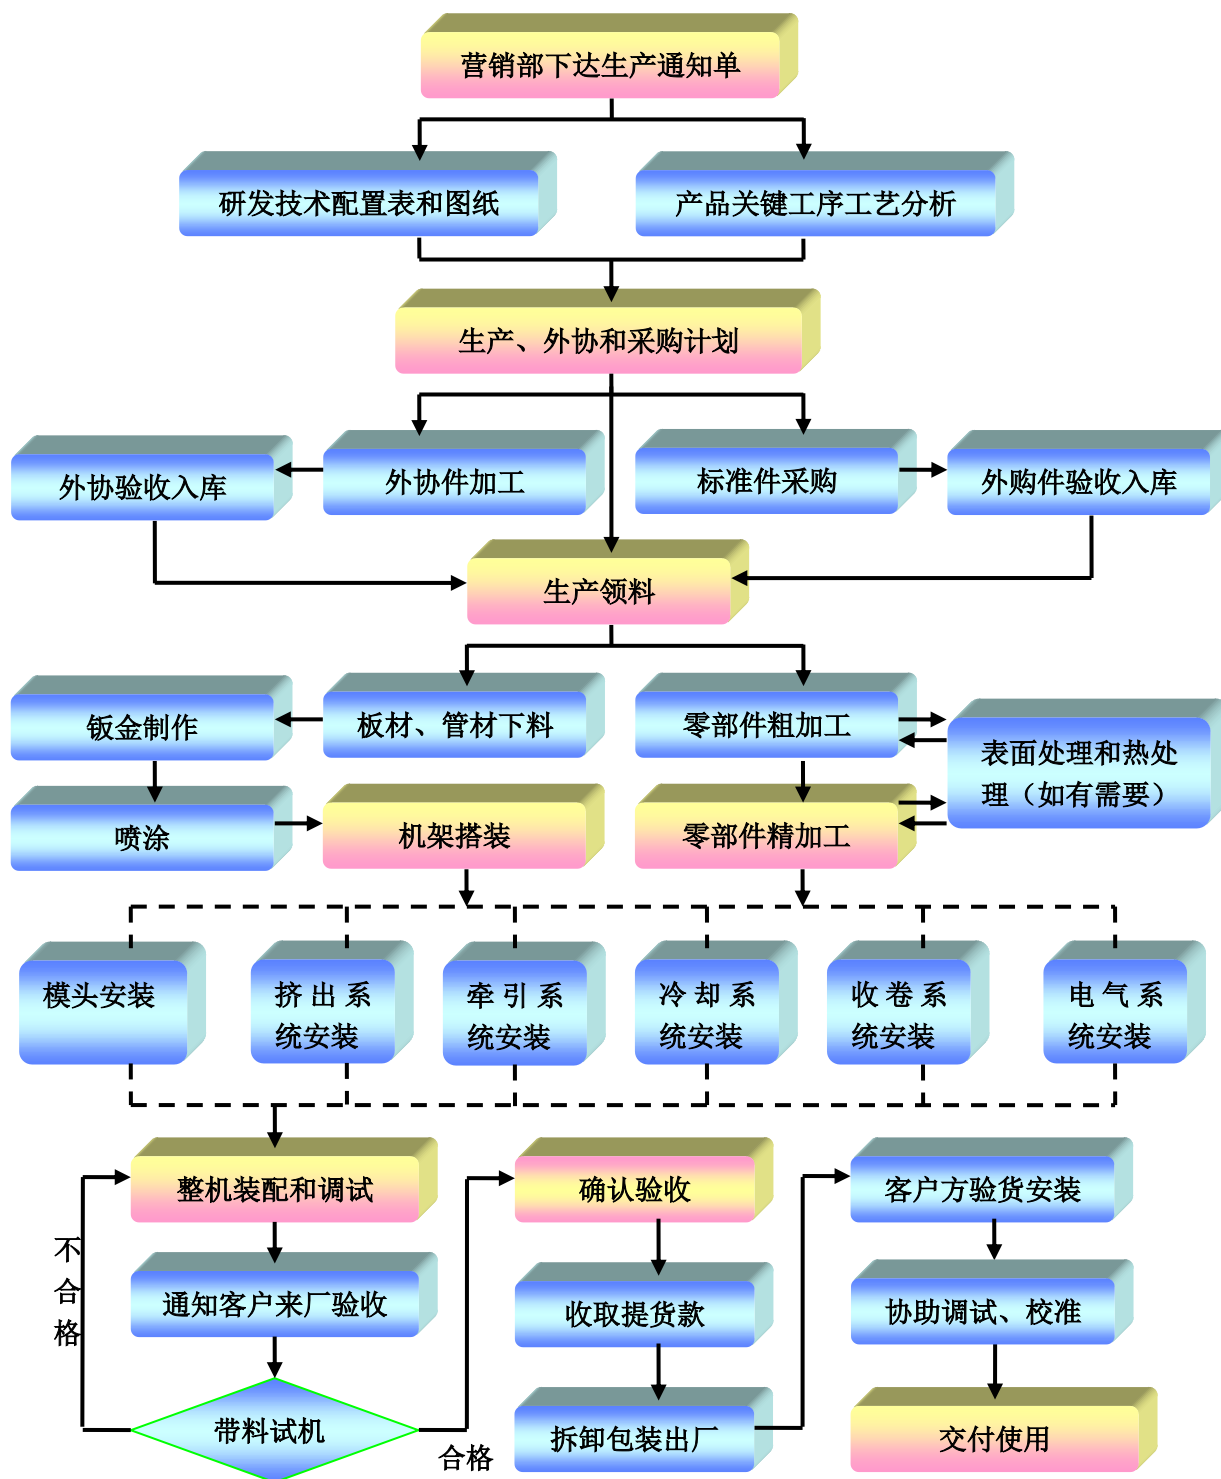 营销部下达生产通知单
研发技术配置表和图纸
产品关键工序工艺分析
生产、外协和采购计划
外协验收入库
外协件加工
标准件采购
外购件验收入库
生产领料
钣金制作
板材、管材下料
零部件粗加工
表面处理和热处
理（如有需要）
喷涂
机架搭装
零部件精加工
模头安装
挤出系
统安装
牵引系
统安装
冷却系
统安装
收卷系
统安装
电气系
统安装
整机装配和调试
确认验收
客户方验货安装
不
合
格
通知客户来厂验收
收取提货款
协助调试、校准
带料试机
合格
拆卸包装出厂
交付使用